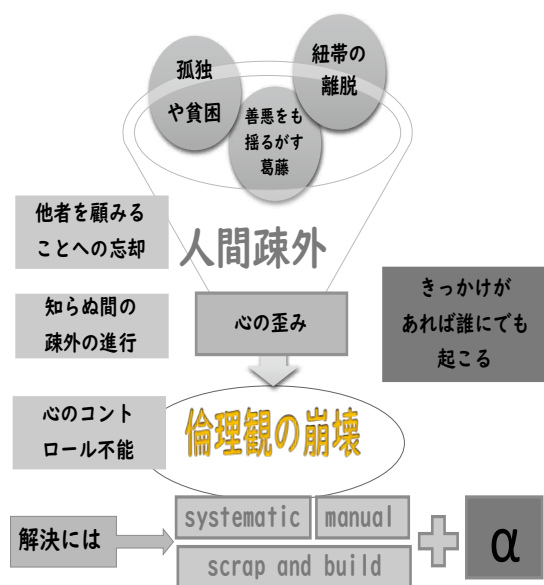 孤独
や貧困
紐帯の
離脱
善悪をも
揺るがす
葛藤
他者を顧みる
ことへの忘却
人間疎外
きっかけが
あれば誰にでも
起こる
知らぬ間の
疎外の進行
心の歪み
心のコント
ロール不能
倫理観の崩壊
解決には
systematic
manual
scrap and build
α